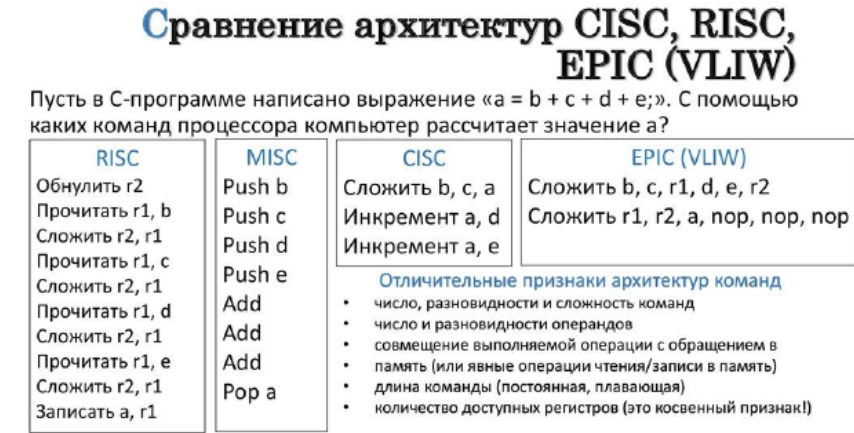 Сравнение архитектур CISC, RISC,
EPIC (VLIW)
Пусть в С-программе написано выражение «a = b + c + d + e;». С помощью
каких команд процессора компьютер рассчитает значение a?
RISC
Обнулить r2
Прочитать r1, b
Сложить r2, r1
Прочитать r1, c
Сложить r2, r1
Прочитать r1, d
Сложить r2, r1
Прочитать r1, e
Сложить r2, r1
Записать a, r1
MISC
Push b
Push c
Push d
Push e
Add
Add
Add
Pop a
CISC
Сложить b, c, a
Инкремент a, d
Инкремент a, e
EPIC (VLIW)
Сложить b, c, r1, d, e, r2
Сложить r1, r2, a, nop, nop, nop
Отличительные признаки архитектур команд
• число, разновидности и сложность команд
• число и разновидности операндов
• совмещение выполняемой операции с обращением в
• память (или явные операции чтения/записи в память)
• длина команды (постоянная, плавающая)
• количество доступных регистров (это косвенный признак!)